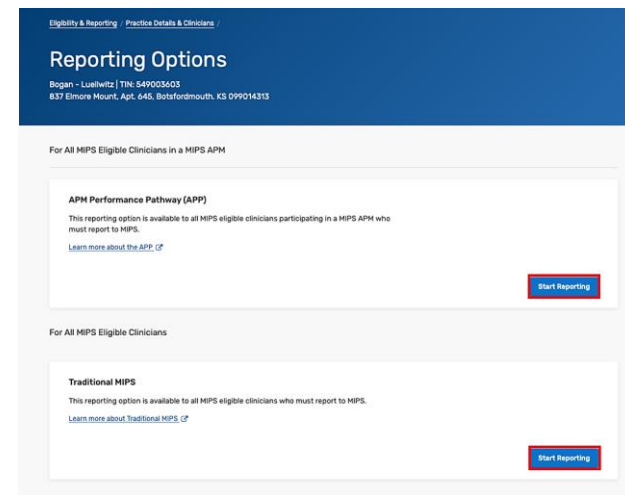 Eligibility & Reporting / Practice Details & Clinicians /
Reporting Options
Bogan - Lueilwitz | TIN: 549003603
837 Elmore Mount, Apt. 645, Botsfordmouth. KS 099014313
For All MIPS Eligible Clinicians in a MIPS APM
APM Performance Pathway (APP)
This reporting option is available to all MIPS eligible clinicians participating in a MIPS APM who
must report to MIPS.
Learn more about the APP
Start Reporting
For All MIPS Eligible Clinicians
Traditional MIPS
This reporting option is available to all MIPS eligible clinicians who must report to MIPS.
Learn more about Traditional MIPS
Start Reporting